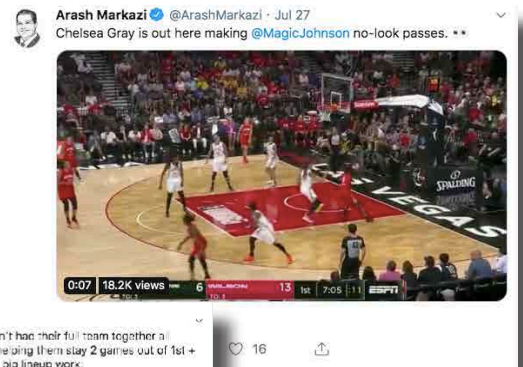 Arash Markazi @ArashMarkazi · Jul 27
Chelsea Gray is out here making @MagicJohnson no-look passes. 👀
SPALDING
VEGAS
0:07 18.2K views
6 13 1st 7:05 :11 ESPN
n't had their full team together a
elping them stay 2 games out of 1st +
big lineup work.
16